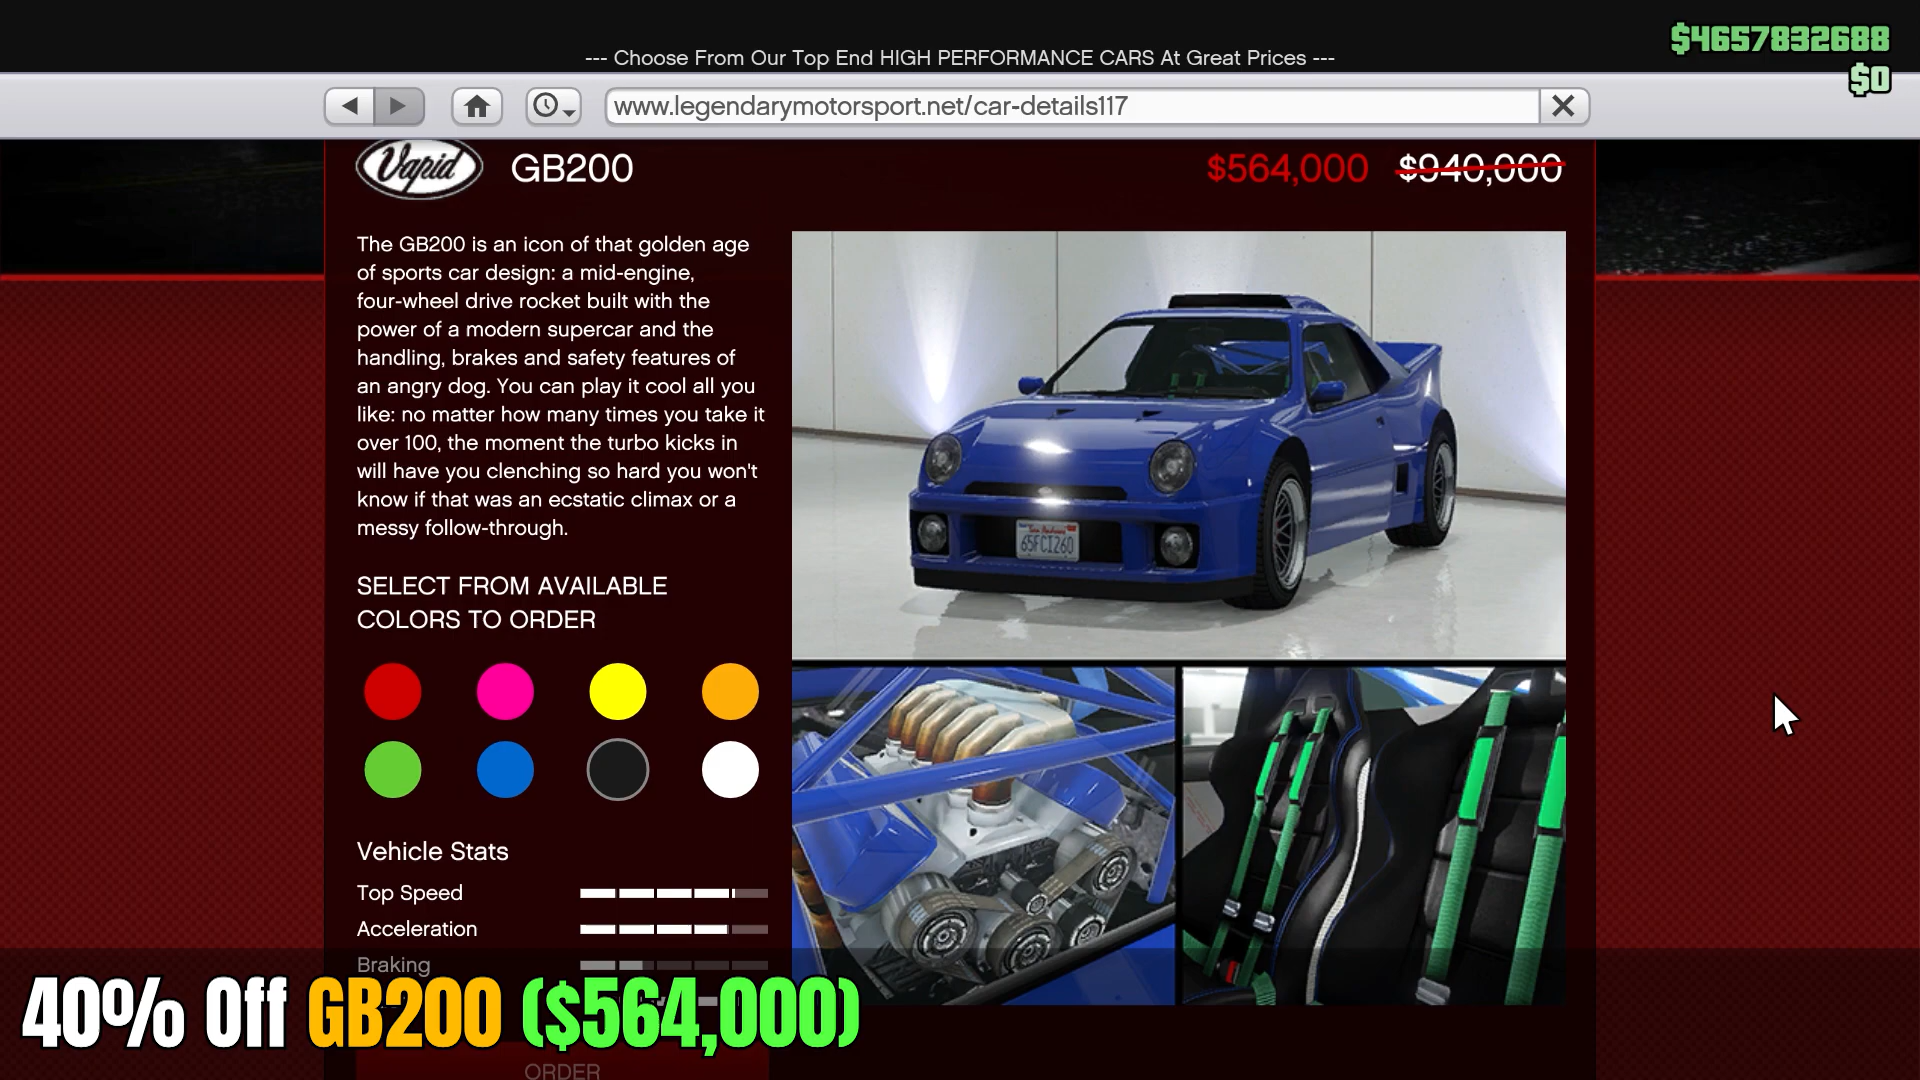 $4657832688
--- Choose From Our Top End HIGH PERFORMANCE CARS At Great Prices ---
$0
www.legendarymotorsport.net/car-details117
Vapid
GB200
$564,000 $940,000
The GB200 is an icon of that golden age
of sports car design: a mid-engine,
four-wheel drive rocket built with the
power of a modern supercar and the
handling, brakes and safety features of
an angry dog. You can play it cool all you
like: no matter how many times you take it
over 100, the moment the turbo kicks in
will have you clenching so hard you won't
know if that was an ecstatic climax or a
messy follow-through.
San Andreas
65FCI260
SELECT FROM AVAILABLE
COLORS TO ORDER
Vehicle Stats
Top Speed
Acceleration
Braking
40% Off GB200 ($564,000)
ORDER